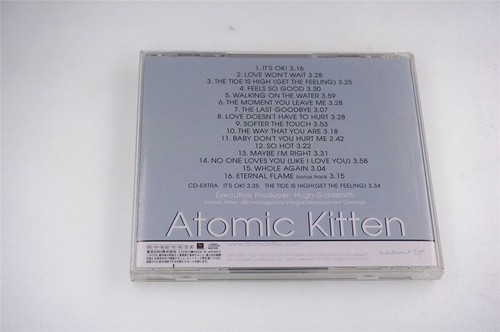 1. IT'S OK! 3.16
2. LOVE WON'T WAIT 3.28
3. THE TIDE IS HIGH (GET THE FEELING) 3.25
4. FEELS SO GOOD 3.30
5. WALKING ON THE WATER 3.59
6. THE MOMENT YOU LEAVE ME 3.28
7. THE LAST GOODBYE 3.07
8. LOVE DOESN'T HAVE TO HURT 3.28
9. SOFTER THE TOUCH 3.53
10. THE WAY THAT YOU ARE 3.18
11. BABY DON'T YOU HURT ME 2.42
12. SO HOT 3.22
13. MAYBE I'M RIGHT 3.31
14. NO ONE LOVES YOU (LIKE I LOVE YOU) 3.58
15. WHOLE AGAIN 3.04
16. ETERNAL FLAME bonus track 3.15
CD-EXTRA IT'S OK! 3.25 THE TIDE IS HIGH(GET THE FEELING) 3.34
Executive Producer: Hugh Goldsmith
Atomic Kitten
www.atomickitten.com